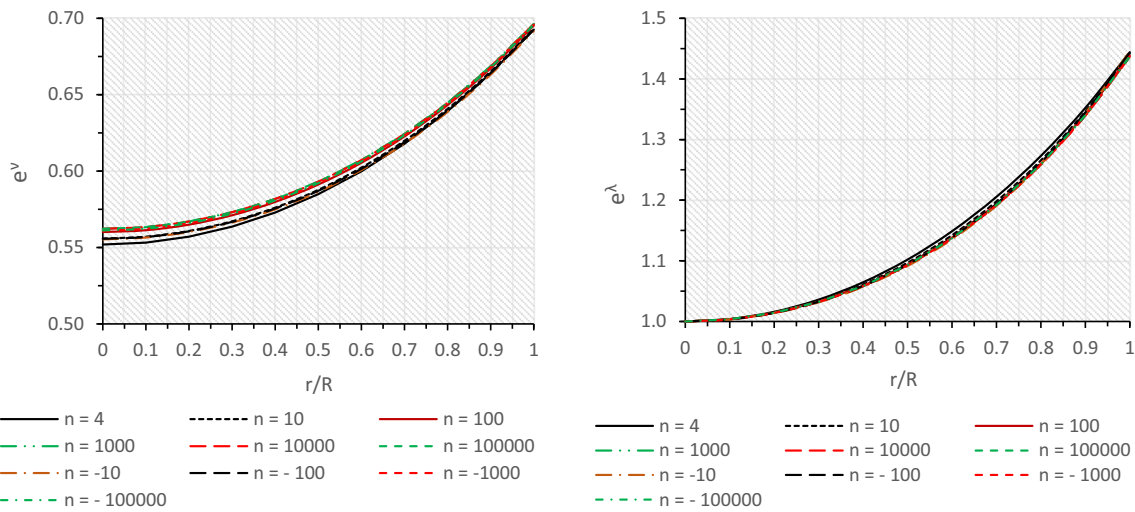 0.70
0.65
0.60
0.55
0.50
e^ν
0 0.1 0.2 0.3 0.4 0.5 0.6 0.7 0.8 0.9 1
r/R
n = 4 n = 10 n = 100
n = 1000 n = 10000 n = 100000
n = -10 n = - 100 n = -1000
n = - 100000
1.5
1.4
1.3
1.2
1.1
1.0
e^λ
0 0.1 0.2 0.3 0.4 0.5 0.6 0.7 0.8 0.9 1
r/R
n = 4 n = 10 n = 100
n = 1000 n = 10000 n = 100000
n = -10 n = - 100 n = - 1000
n = - 100000